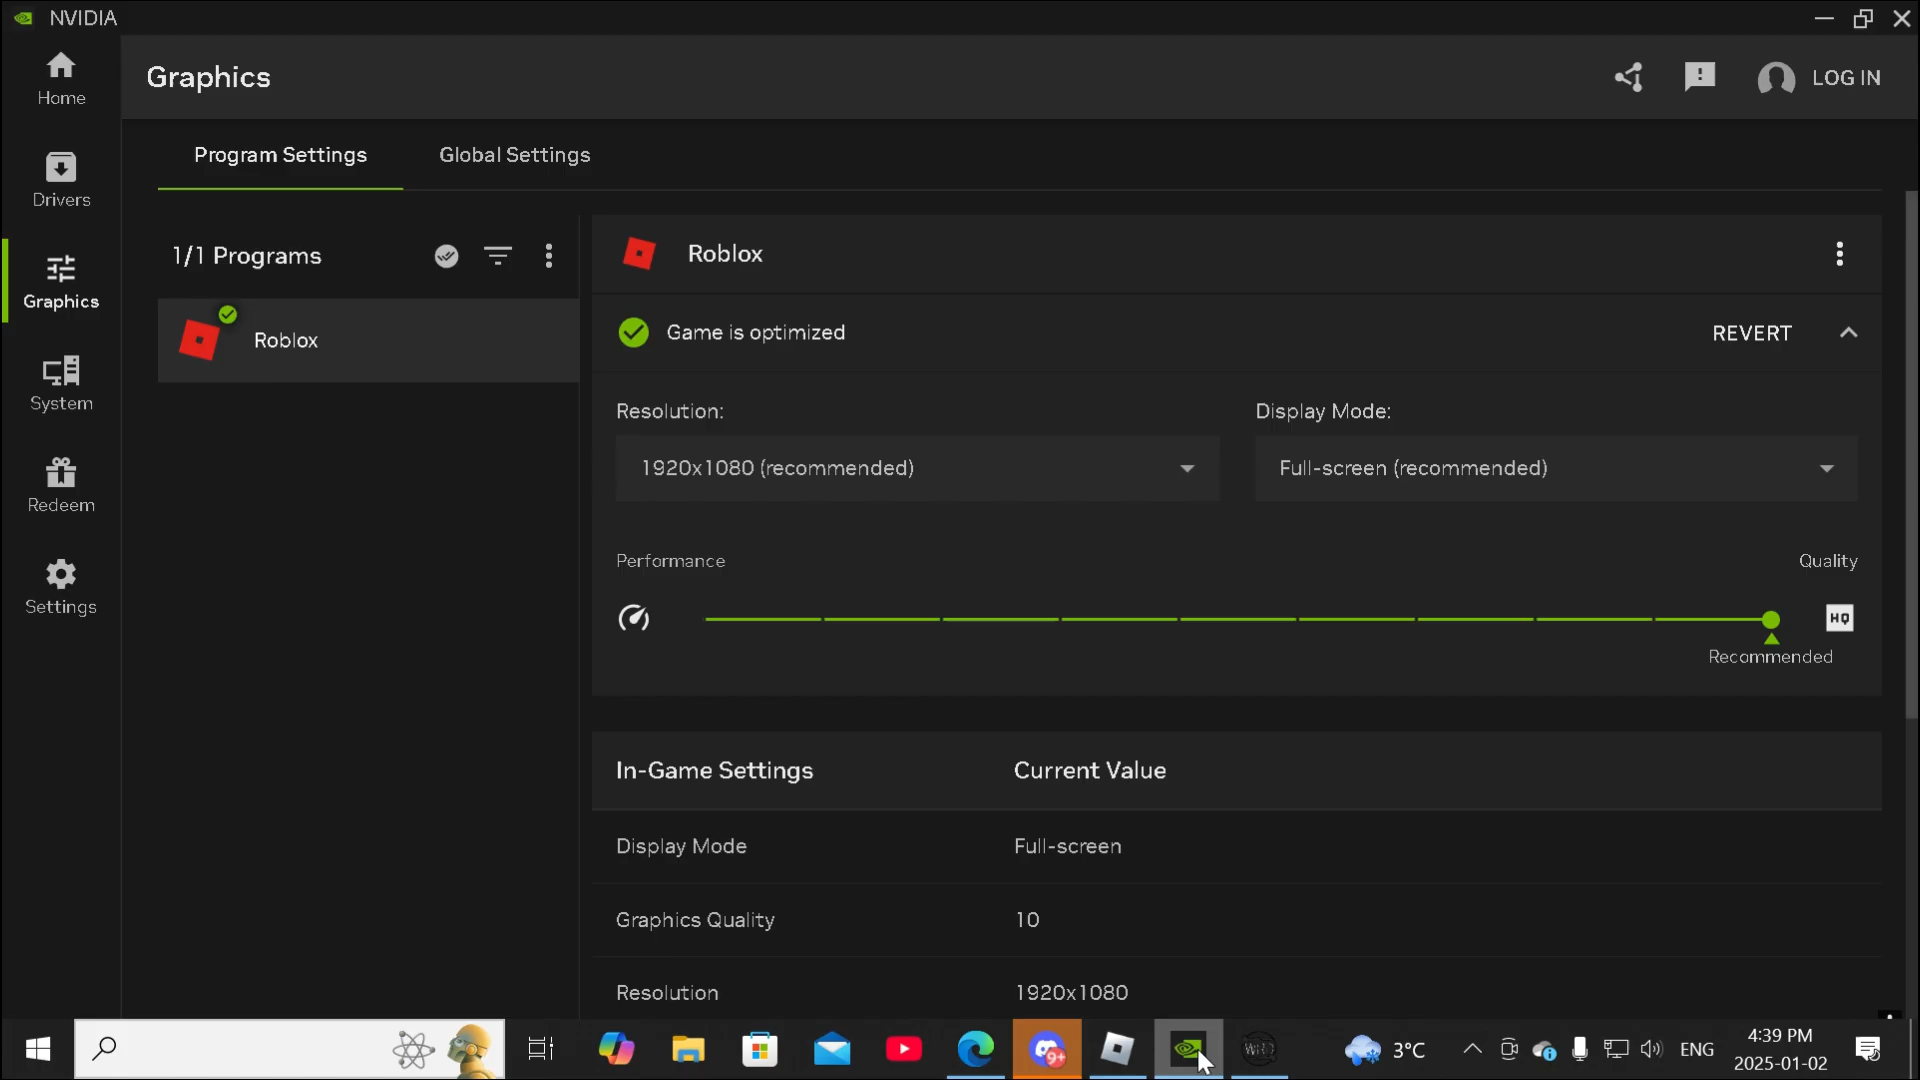 NVIDIA
Home
Drivers
Graphics
System
Redeem
Settings
Graphics
LOG IN
Program Settings
Global Settings
1/1 Programs
Roblox
Roblox
Game is optimized
REVERT
Resolution:
Display Mode:
1920x1080 (recommended)
Full-screen (recommended)
Performance
Quality
HQ
Recommended
In-Game Settings
Current Value
Display Mode
Full-screen
Graphics Quality
10
Resolution
1920x1080
9+
3°C
ENG
4:39 PM
2025-01-02